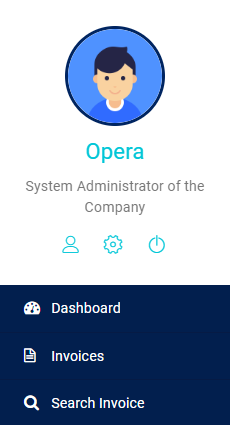 Opera
System Administrator of the
Company
Dashboard
Invoices
Search Invoice